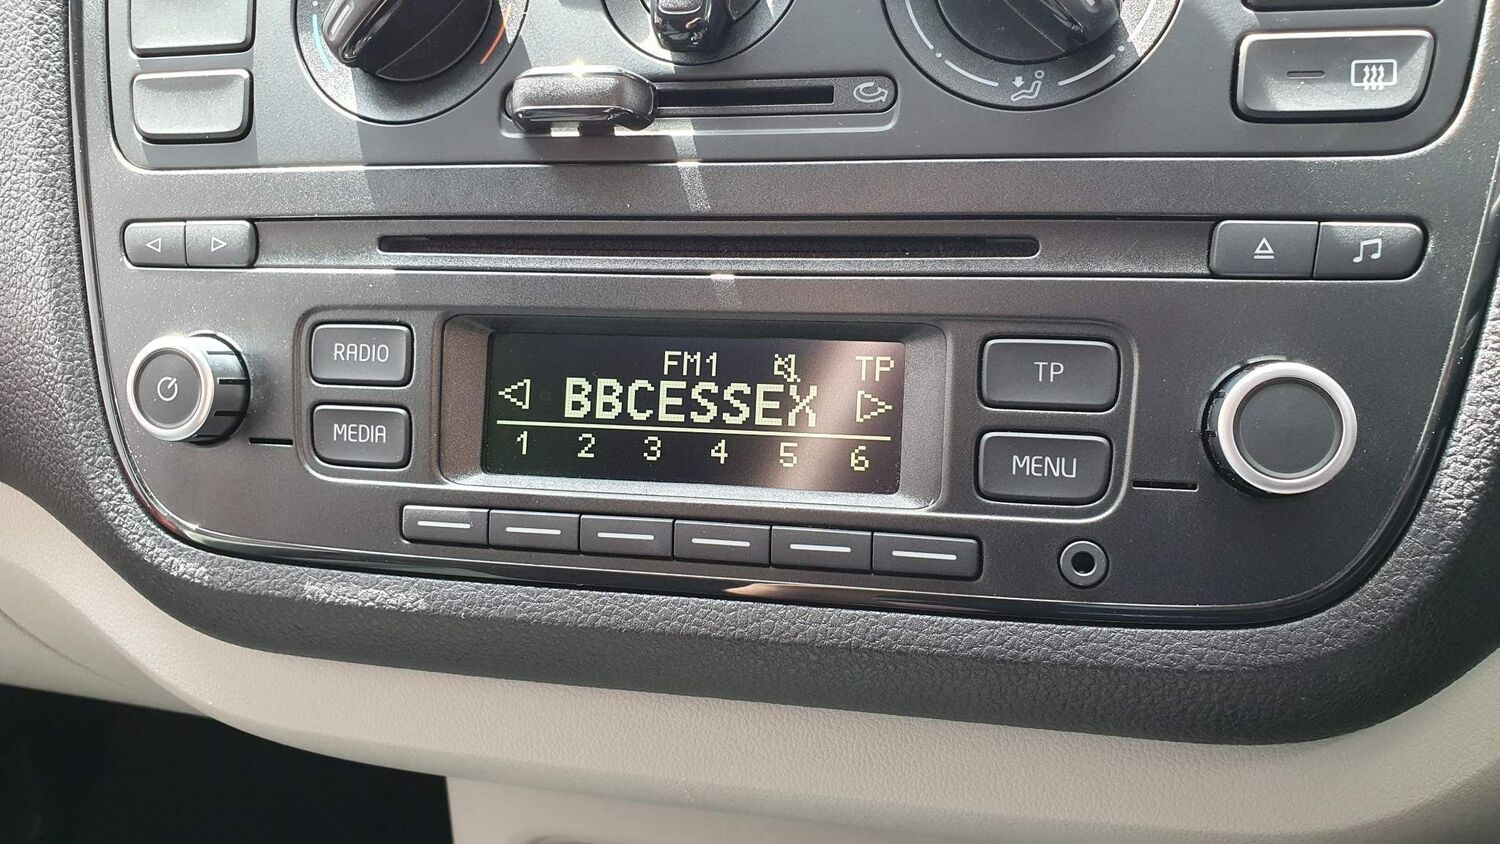 RADIO
MEDIA
FM1 TP
BBCESSEX
1 2 3 4 5 6
TP
MENU